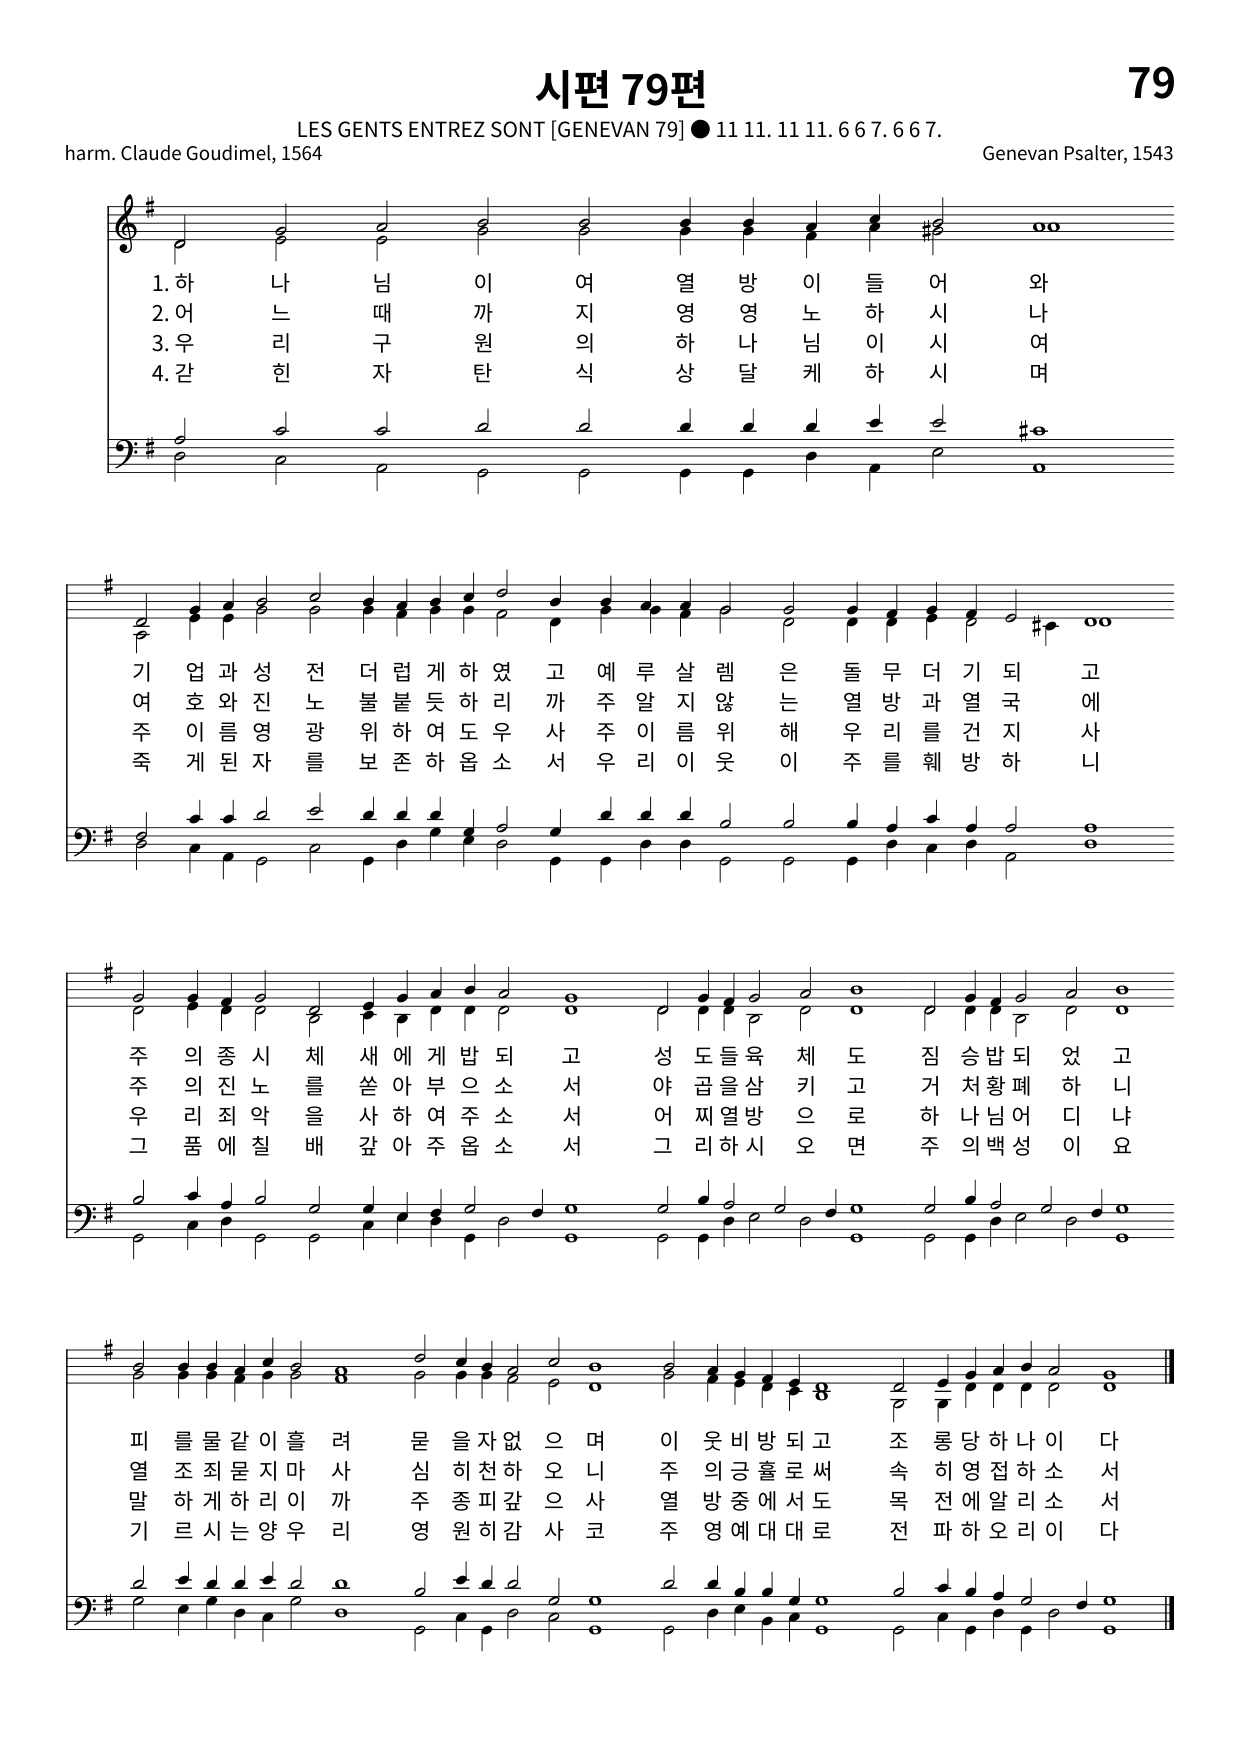 시편 79편
79
LES GENTS ENTREZ SONT [GENEVAN 79] ● 11 11. 11 11. 6 6 7. 6 6 7.
harm. Claude Goudimel, 1564
Genevan Psalter, 1543
1. 하 나 님 이 여 열 방 이 들 어 와
2. 어 느 때 까 지 영 영 노 하 시 나
3. 우 리 구 원 의 하 나 님 이 시 여
4. 갇 힌 자 탄 식 상 달 케 하 시 며
기 업 과 성 전 더 럽 게 하 였 고 예 루 살 렘 은 돌 무 더 기 되 고
여 호 와 진 노 불 붙 듯 하 리 까 주 알 지 않 는 열 방 과 열 국 에
주 이 름 영 광 위 하 여 도 우 사 주 이 름 위 해 우 리 를 건 지 사
죽 게 된 자 를 보 존 하 옵 소 서 우 리 이 웃 이 주 를 훼 방 하 니
주 의 종 시 체 새 에 게 밥 되 고 성 도 들 육 체 도 짐 승 밥 되 었 고
주 의 진 노 를 쏟 아 부 으 소 서 야 곱 을 삼 키 고 거 처 황 폐 하 니
우 리 죄 악 을 사 하 여 주 소 서 어 찌 열 방 으 로 하 나 님 어 디 냐
그 품 에 칠 배 갚 아 주 옵 소 서 그 리 하 시 오 면 주 의 백 성 이 요
피 를 물 같 이 흘 려 묻 을 자 없 으 며 이 웃 비 방 되 고 조 롱 당 하 나 이 다
열 조 죄 묻 지 마 사 심 히 천 하 오 니 주 의 긍 휼 로 써 속 히 영 접 하 소 서
말 하 게 하 리 이 까 주 종 피 갚 으 사 열 방 중 에 서 도 목 전 에 알 리 소 서
기 르 시 는 양 우 리 영 원 히 감 사 코 주 영 예 대 대 로 전 파 하 오 리 이 다